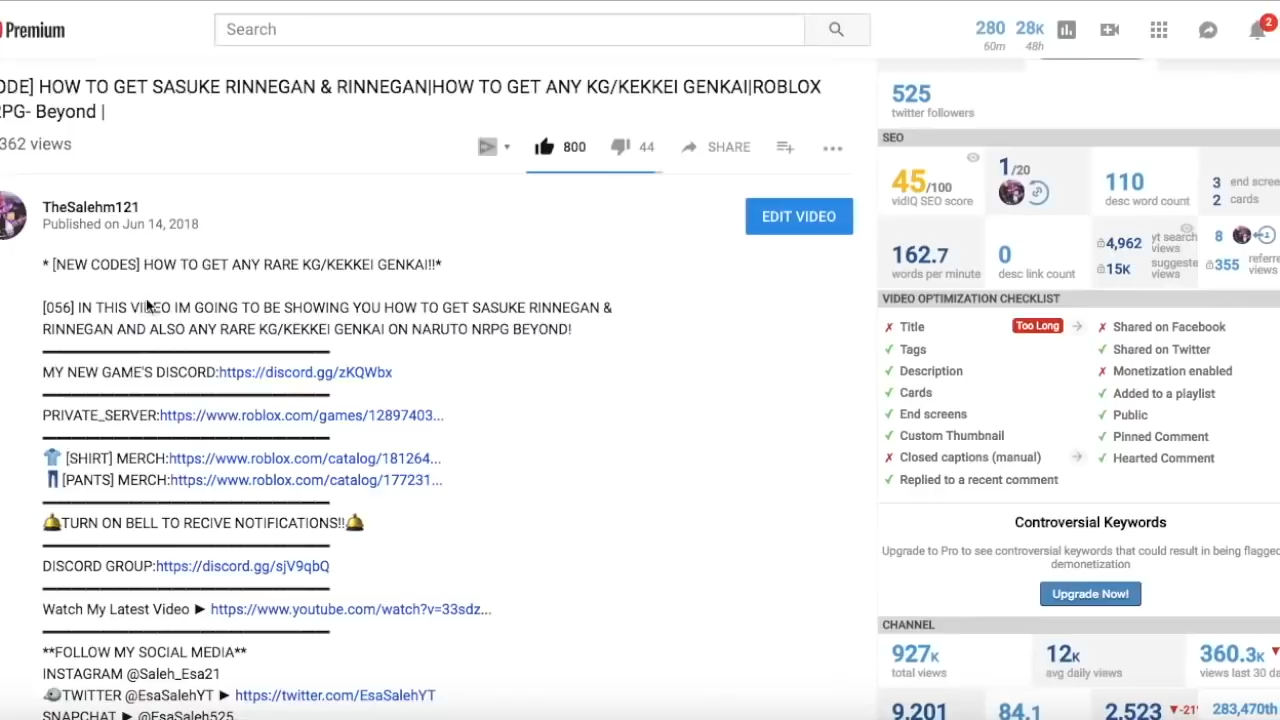 Premium
Search
280 28K
60m 48h
2
ODE] HOW TO GET SASUKE RINNEGAN & RINNEGAN|HOW TO GET ANY KG/KEKKEI GENKAI|ROBLOX
RPG- Beyond |
362 views
800
44
SHARE
TheSalehm121
Published on Jun 14, 2018
EDIT VIDEO
* [NEW CODES] HOW TO GET ANY RARE KG/KEKKEI GENKAI!!*
[056] IN THIS VIDEO IM GOING TO BE SHOWING YOU HOW TO GET SASUKE RINNEGAN &
RINNEGAN AND ALSO ANY RARE KG/KEKKEI GENKAI ON NARUTO NRPG BEYOND!
MY NEW GAME'S DISCORD:https://discord.gg/zKQWbx
PRIVATE_SERVER:https://www.roblox.com/games/12897403...
[SHIRT] MERCH:https://www.roblox.com/catalog/181264...
[PANTS] MERCH:https://www.roblox.com/catalog/177231...
TURN ON BELL TO RECIVE NOTIFICATIONS!!
DISCORD GROUP:https://discord.gg/sjV9qbQ
Watch My Latest Video ► https://www.youtube.com/watch?v=33sdz...
**FOLLOW MY SOCIAL MEDIA**
INSTAGRAM @Saleh_Esa21
TWITTER @EsaSalehYT ► https://twitter.com/EsaSalehYT
SNAPCHAT ► @EsaSaleh525
525
twitter followers
SEO
45/100
vidIQ SEO score
1/20
110
desc word count
3 end scree
2 cards
162.7
words per minute
0
desc link count
4,962 yt search views
15K suggeste views
8
355 referre views
VIDEO OPTIMIZATION CHECKLIST
✗ Title Too Long
✓ Tags
✓ Description
✓ Cards
✓ End screens
✓ Custom Thumbnail
✗ Closed captions (manual)
✓ Replied to a recent comment
✗ Shared on Facebook
✓ Shared on Twitter
✗ Monetization enabled
✓ Added to a playlist
✓ Public
✓ Pinned Comment
✓ Hearted Comment
Controversial Keywords
Upgrade to Pro to see controversial keywords that could result in being flagged
demonetization
Upgrade Now!
CHANNEL
927K
total views
12K
avg daily views
360.3K
views last 30 da
9,201
84.1
2,523 ▼-21
283,470th